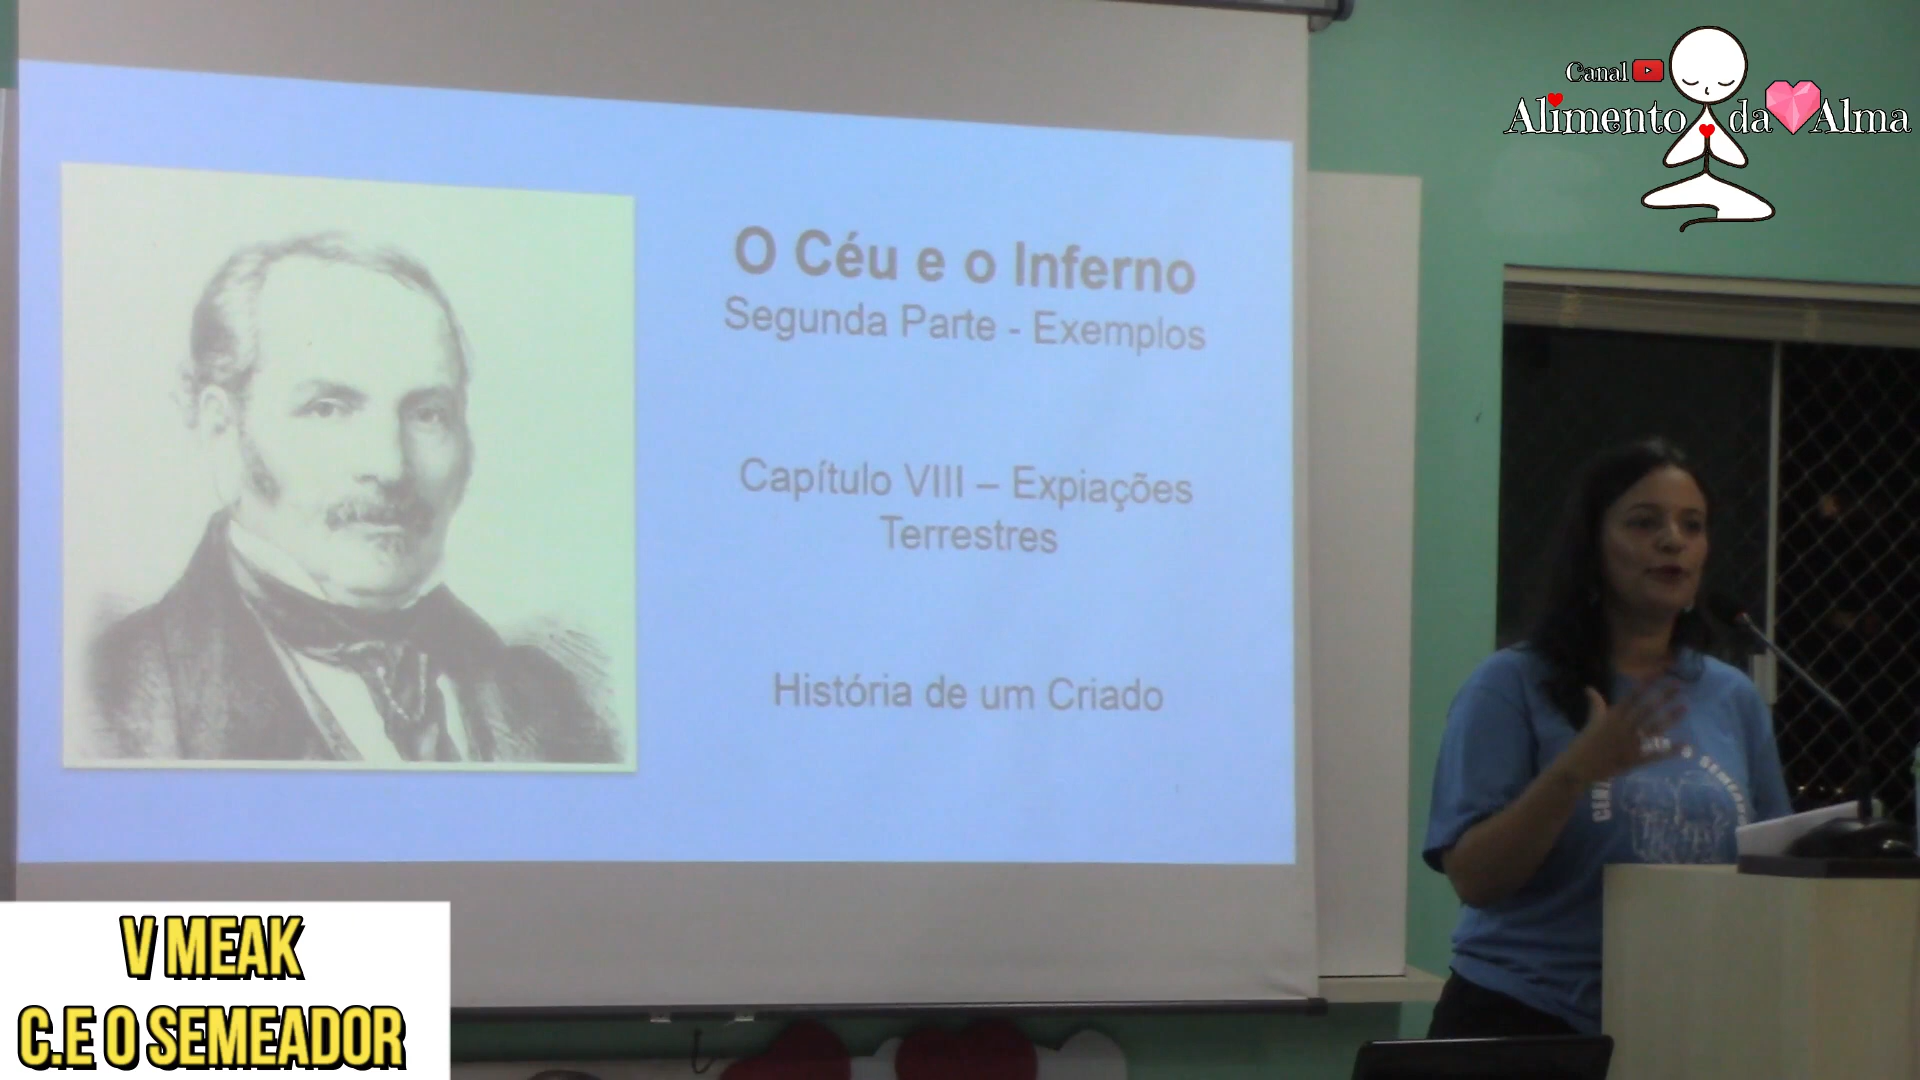 Canal
Alimento da Alma
O Céu e o Inferno
Segunda Parte - Exemplos
Capítulo VIII – Expiações
Terrestres
História de um Criado
V MEAK
C.E O SEMEADOR